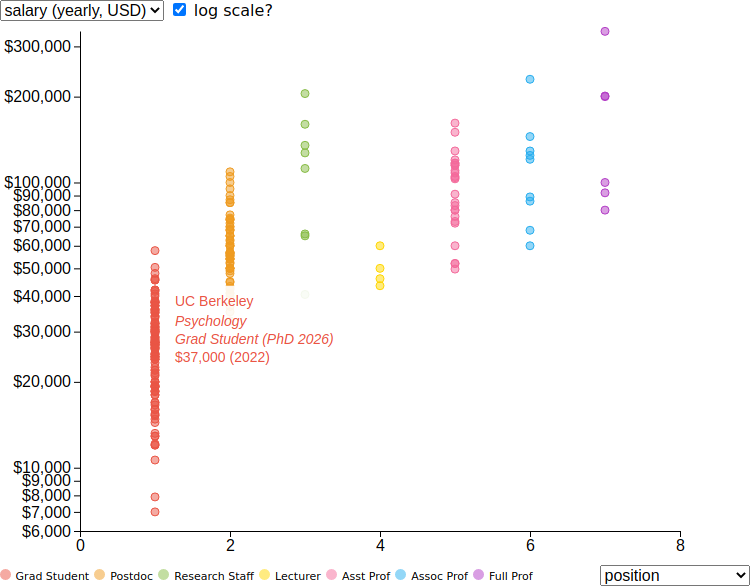 salary (yearly, USD) log scale?
$300,000
$200,000
$100,000
$90,000
$80,000
$70,000
$60,000
$50,000
$40,000
UC Berkeley
Psychology
Grad Student (PhD 2026)
$37,000 (2022)
$30,000
$20,000
$10,000
$9,000
$8,000
$7,000
$6,000
0 2 4 6 8
Grad Student Postdoc Research Staff Lecturer Asst Prof Assoc Prof Full Prof position